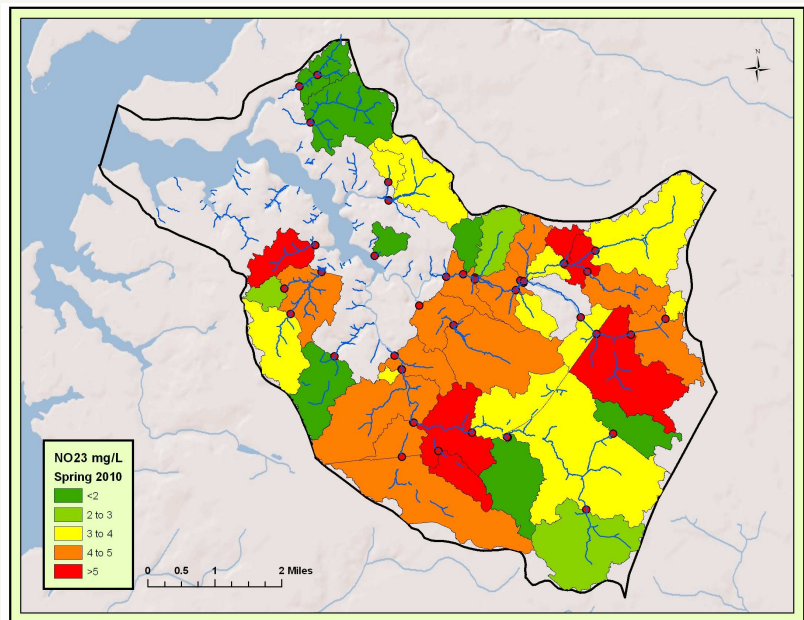 N
NO23 mg/L
Spring 2010
<2
2 to 3
3 to 4
4 to 5
>5
0 0.5 1 2 Miles